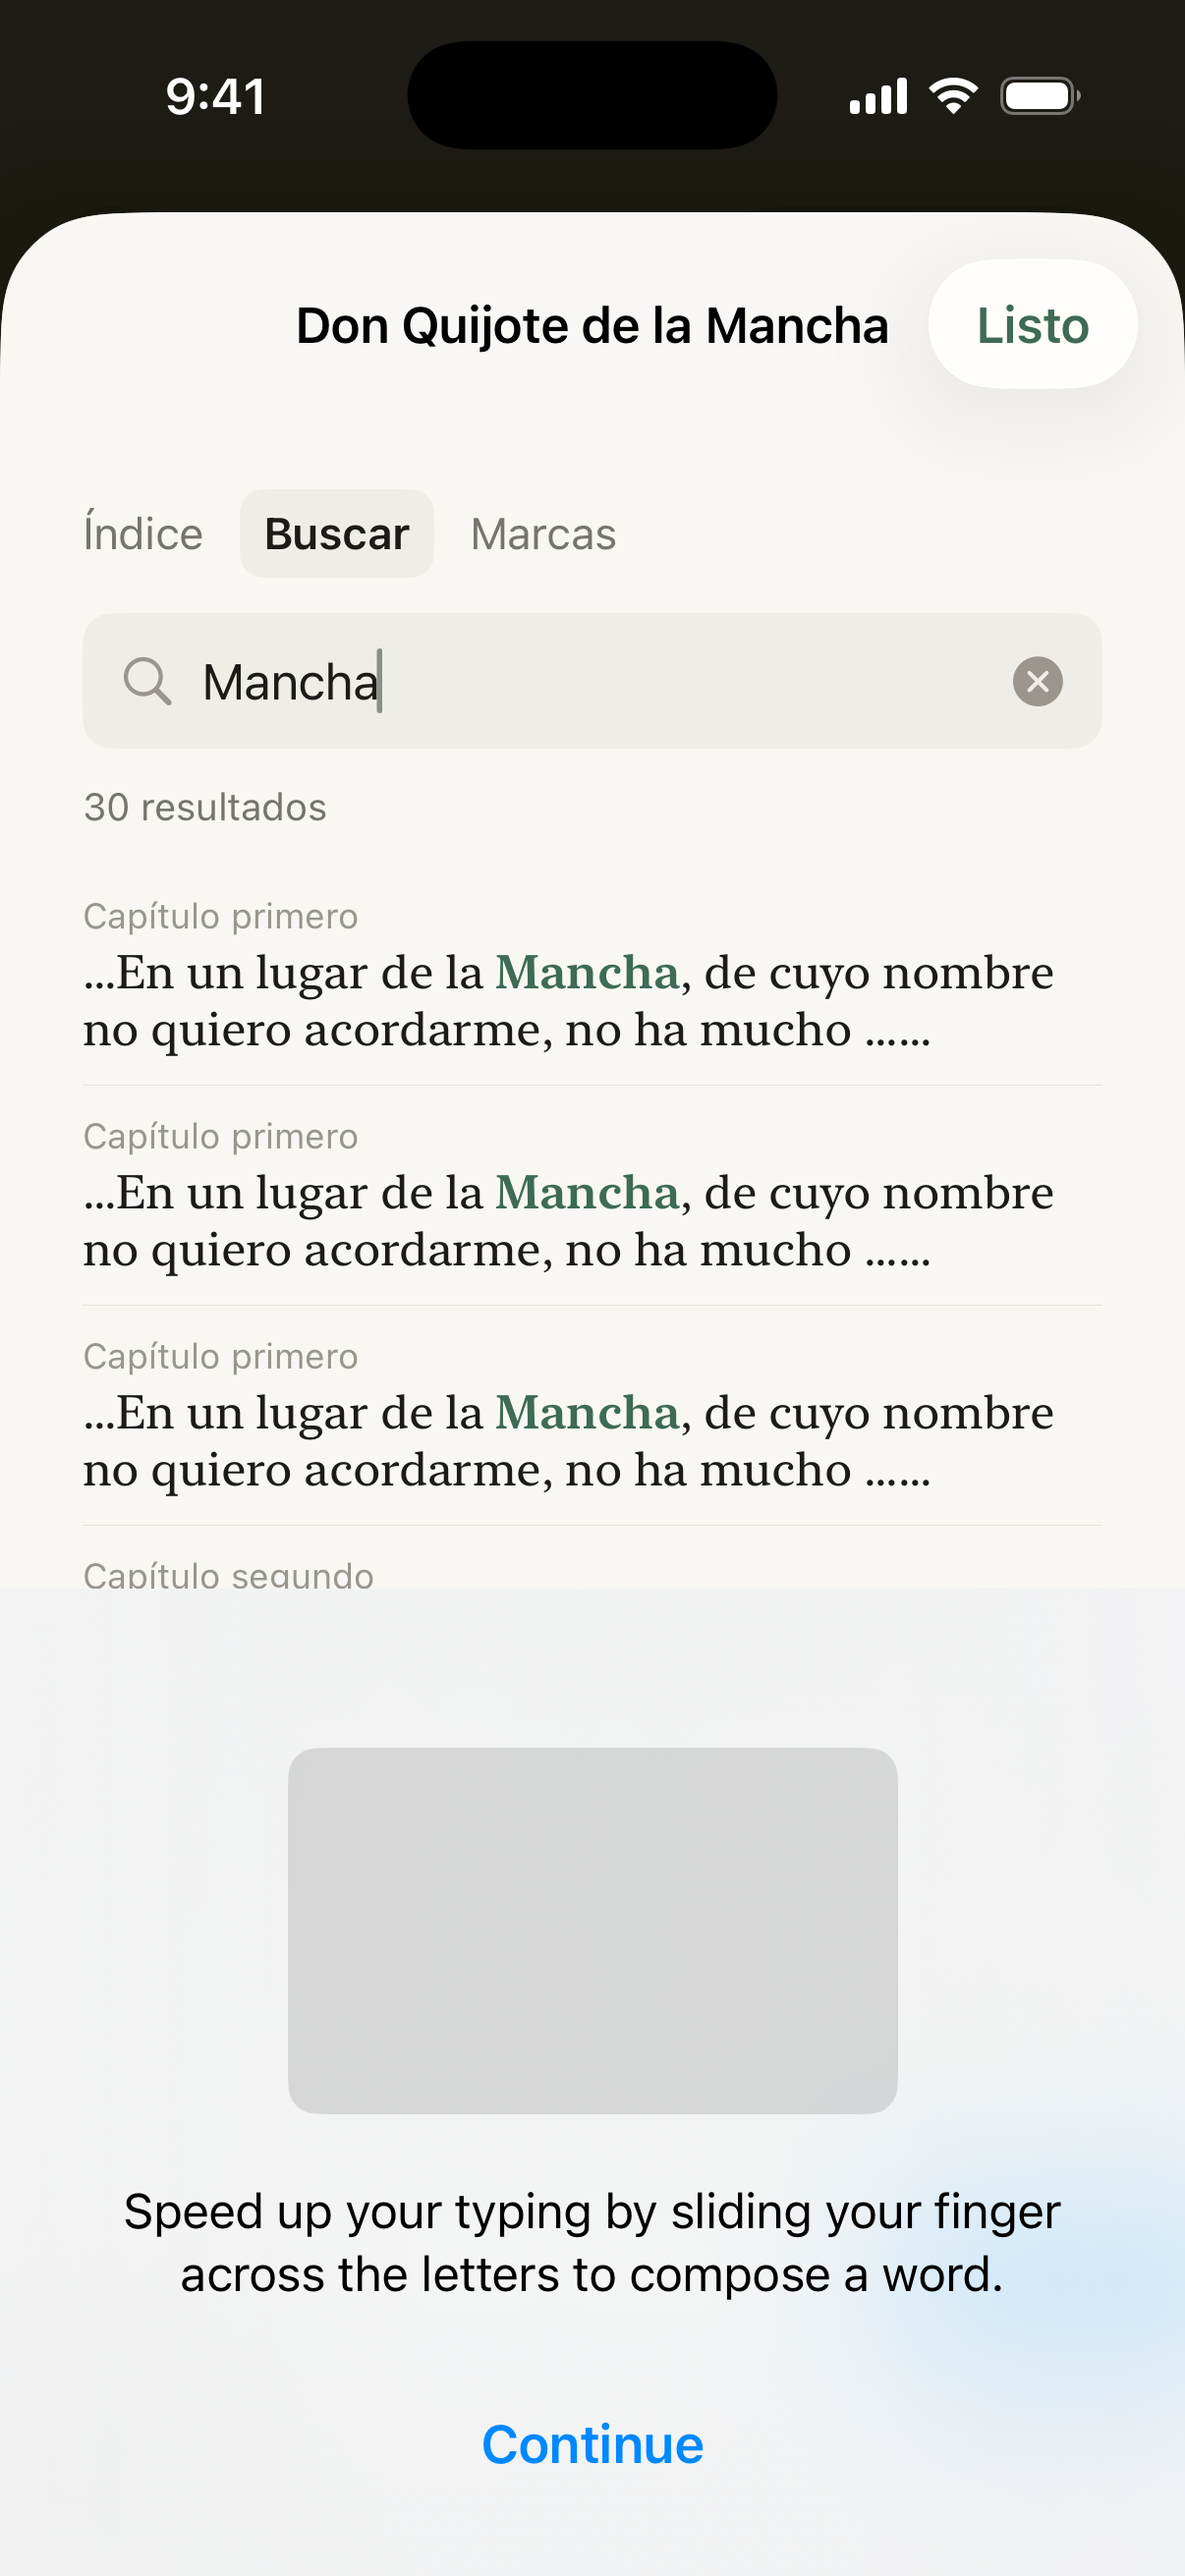 9:41
Don Quijote de la Mancha
Listo
Índice Buscar Marcas
Mancha
30 resultados
Capítulo primero
...En un lugar de la Mancha, de cuyo nombre
no quiero acordarme, no ha mucho ......
Capítulo primero
...En un lugar de la Mancha, de cuyo nombre
no quiero acordarme, no ha mucho ......
Capítulo primero
...En un lugar de la Mancha, de cuyo nombre
no quiero acordarme, no ha mucho ......
Capítulo segundo
Speed up your typing by sliding your finger
across the letters to compose a word.
Continue